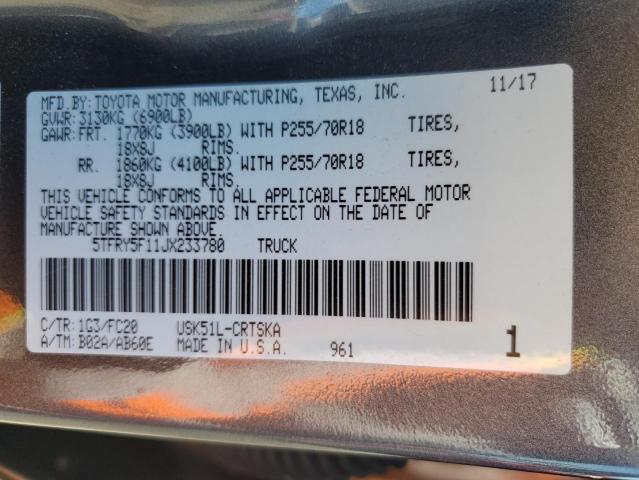 MFD.BY: TOYOTA MOTOR MANUFACTURING, TEXAS, INC. 11/17
GVWR: 3130KG (6900LB)
GAWR: FRT. 1770KG (3900LB) WITH P255/70R18 TIRES,
18X8J RIMS.
RR. 1860KG (4100LB) WITH P255/70R18 TIRES,
18X8J RIMS.
THIS VEHICLE CONFORMS TO ALL APPLICABLE FEDERAL MOTOR
VEHICLE SAFETY STANDARDS IN EFFECT ON THE DATE OF
MANUFACTURE SHOWN ABOVE.
5TFRY5F11JX233780 TRUCK
C/TR: 1G3/FC20 USK51L-CRTSKA
A/TM: B02A/AB60E MADE IN U.S.A. 961 1